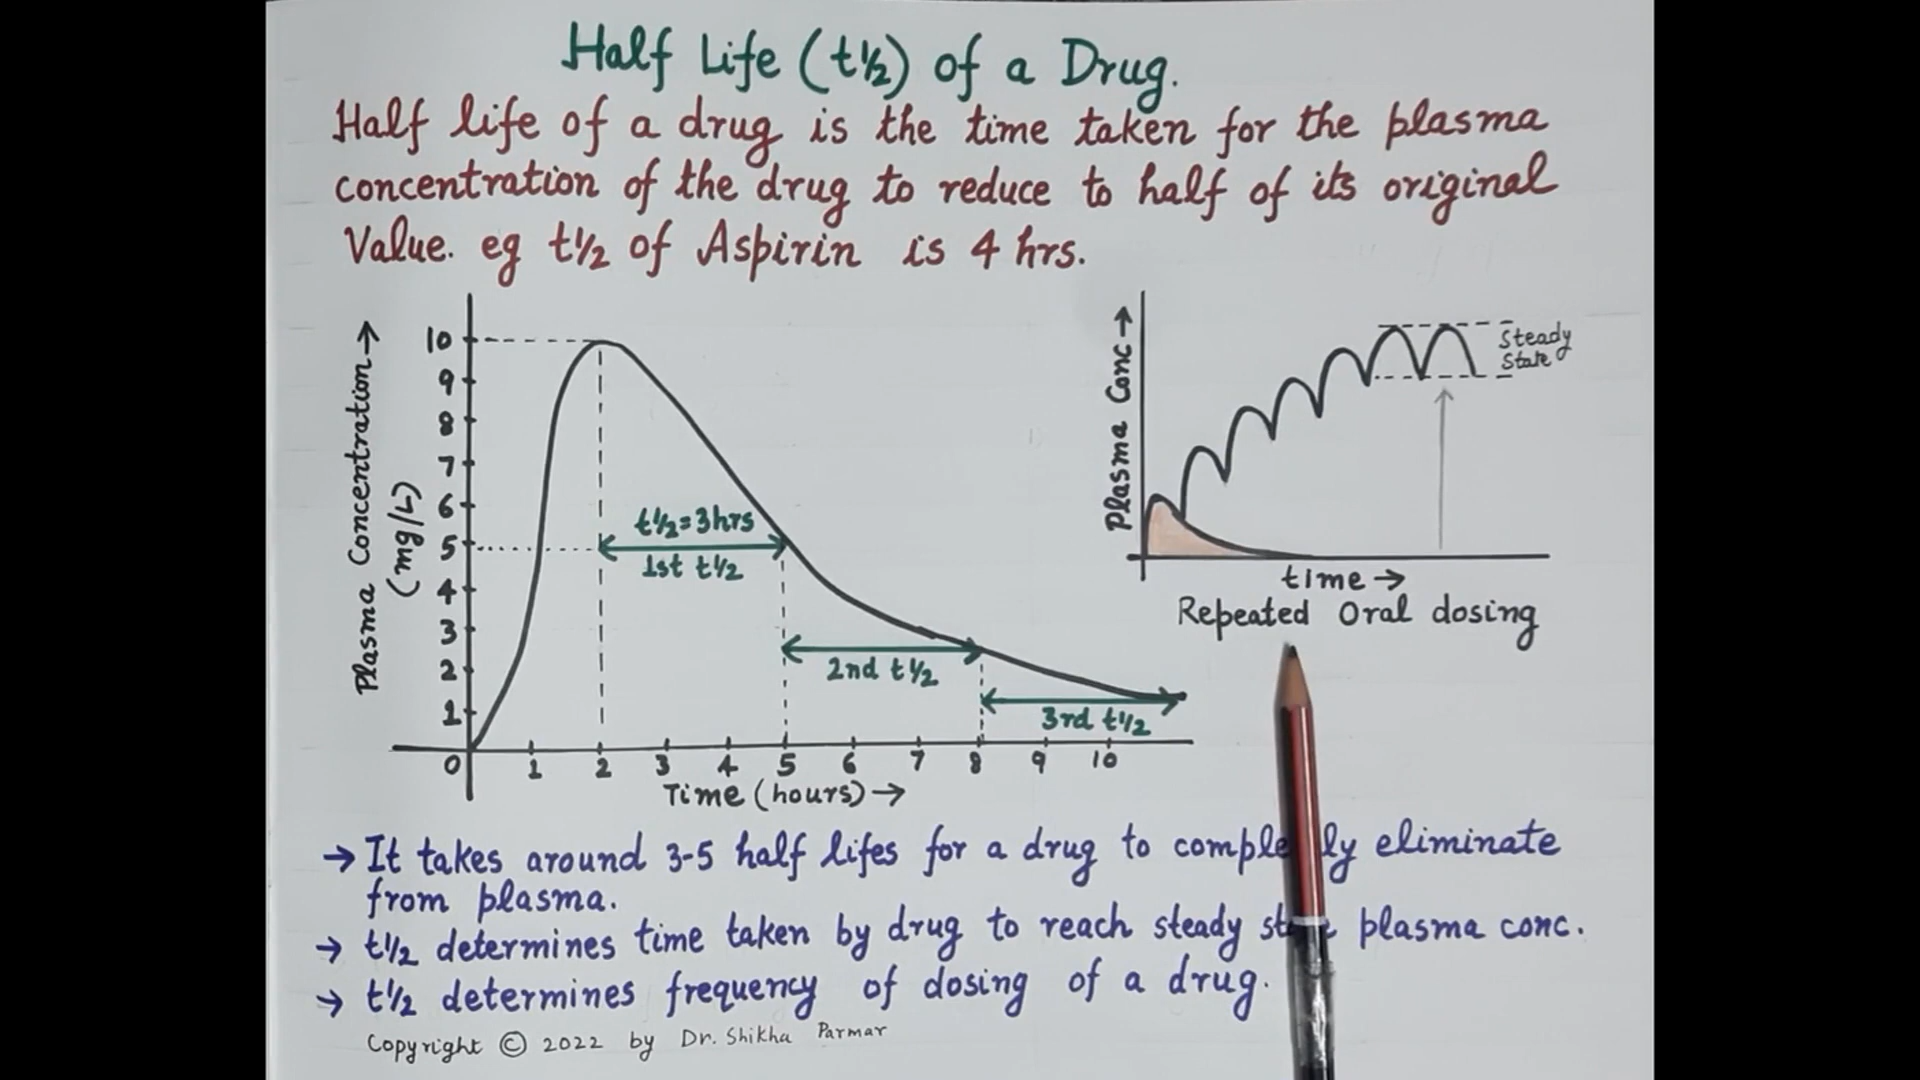 Half Life (t½) of a Drug.
Half life of a drug is the time taken for the plasma
concentration of the drug to reduce to half of its original
Value. eg t½ of Aspirin is 4 hrs.
Plasma Concentration →
(mg/L)
10
9
8
7
6
5
4
3
2
1
t½=3hrs
1st t½
2nd t½
3rd t½
0 1 2 3 4 5 6 7 8 9 10
Time (hours) →
Plasma Conc →
Steady
State
time →
Repeated Oral dosing
→ It takes around 3-5 half lifes for a drug to eliminate
from plasma.
→ t½ determines time taken by drug to reach steady plasma conc.
→ t½ determines frequency of dosing of a drug.
Copyright © 2022 by Dr. Shikha Parmar